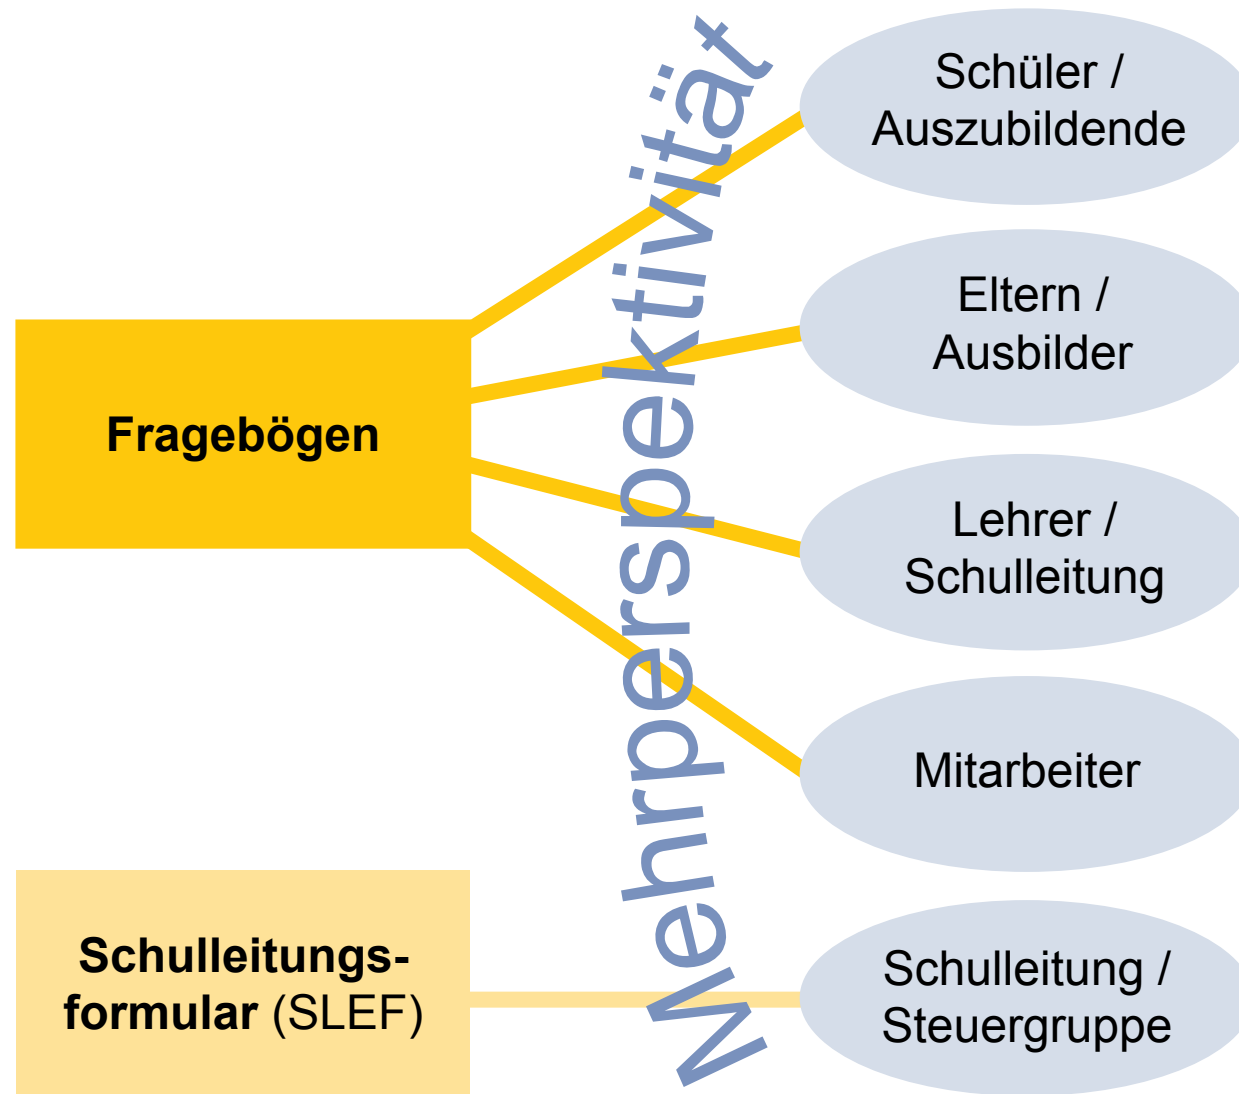 Fragebögen
Schulleitungs-
formular (SLEF)
Mehrperspektivität
Schüler /
Auszubildende
Eltern /
Ausbilder
Lehrer /
Schulleitung
Mitarbeiter
Schulleitung /
Steuergruppe